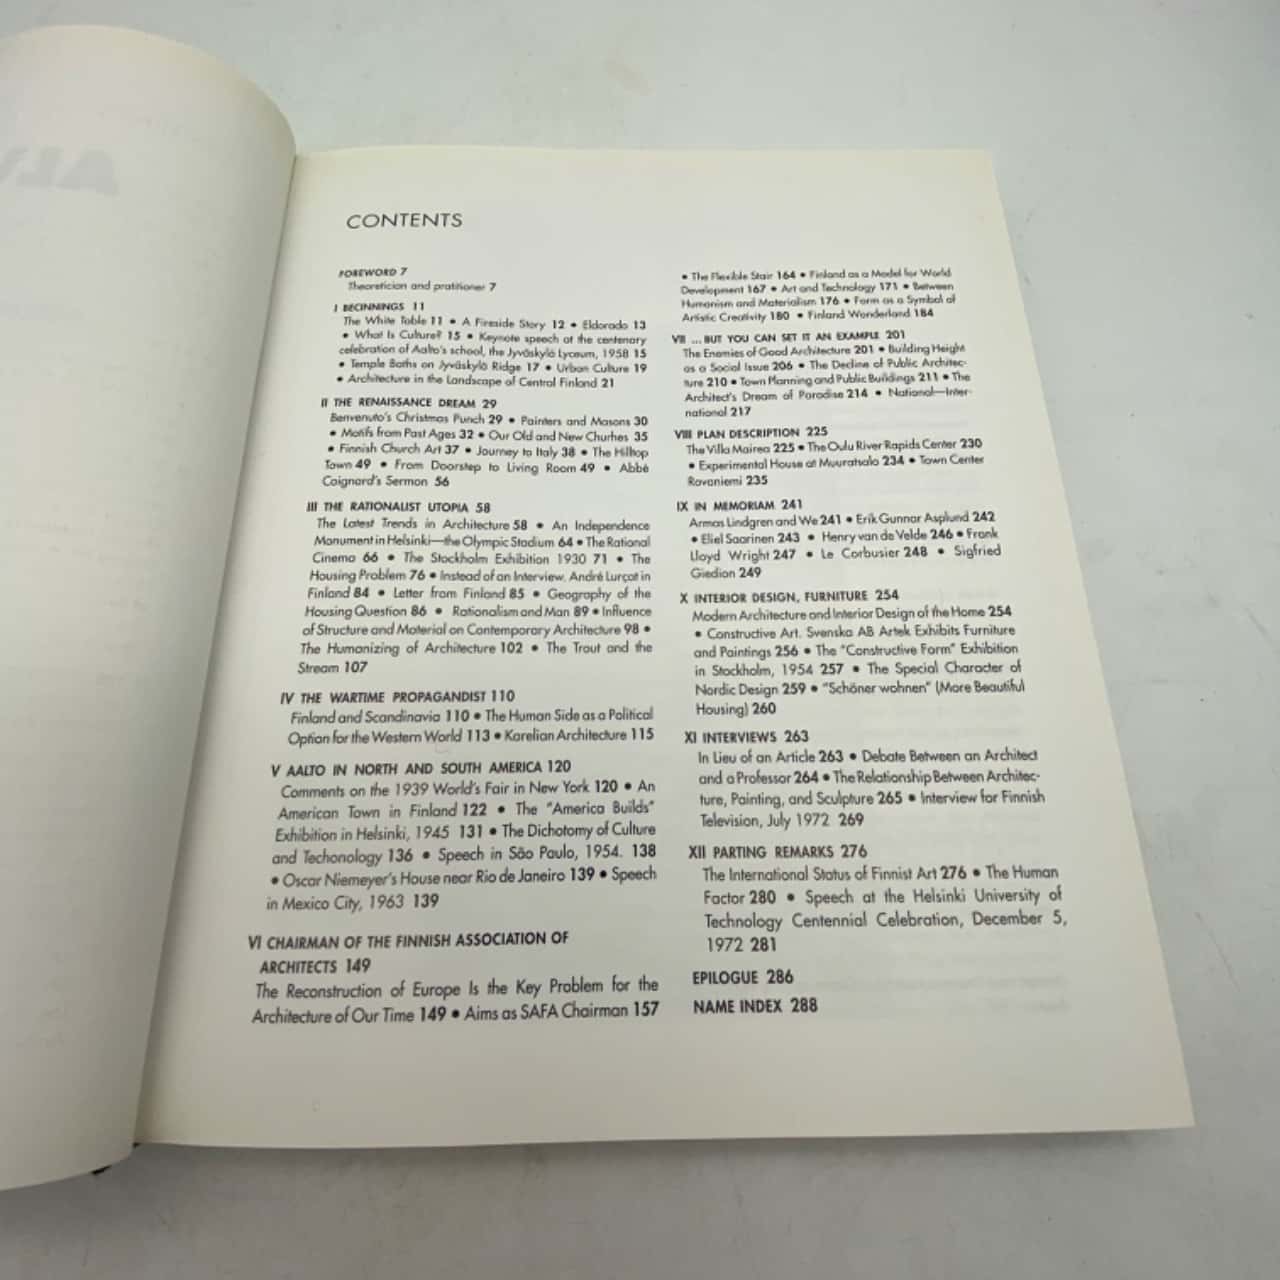 CONTENTS
FOREWORD 7
Theoretician and pratitioner 7
I BECINNINGS 11
The White Table 11 • A Fireside Story 12 • Eldorado 13
• What Is Culture? 15 • Keynote speech at the centenary
celebration of Aalto's school, the Jyväskylä Lyceum, 1958 15
• Temple Baths on Jyväskylä Ridge 17 • Urban Culture 19
• Architecture in the Landscape of Central Finland 21
II THE RENAISSANCE DREAM 29
Benvenuto's Christmas Punch 29 • Painters and Masons 30
• Motifs from Past Ages 32 • Our Old and New Churhes 35
• Finnish Church Art 37 • Journey to Italy 38 • The Hilltop
Town 49 • From Doorstep to Living Room 49 • Abbé
Coignard's Sermon 56
III THE RATIONALIST UTOPIA 58
The Latest Trends in Architecture 58 • An Independence
Monument in Helsinki—the Olympic Stadium 64 • The Rational
Cinema 66 • The Stockholm Exhibition 1930 71 • The
Housing Problem 76 • Instead of an Interview, André Lurçat in
Finland 84 • Letter from Finland 85 • Geography of the
Housing Question 86 • Rationalism and Man 89 • Influence
of Structure and Material on Contemporary Architecture 98 •
The Humanizing of Architecture 102 • The Trout and the
Stream 107
IV THE WARTIME PROPAGANDIST 110
Finland and Scandinavia 110 • The Human Side as a Political
Option for the Western World 113 • Karelian Architecture 115
V AALTO IN NORTH AND SOUTH AMERICA 120
Comments on the 1939 World's Fair in New York 120 • An
American Town in Finland 122 • The "America Builds"
Exhibition in Helsinki, 1945 131 • The Dichotomy of Culture
and Techonology 136 • Speech in São Paulo, 1954. 138
• Oscar Niemeyer's House near Rio de Janeiro 139 • Speech
in Mexico City, 1963 139
VI CHAIRMAN OF THE FINNISH ASSOCIATION OF
ARCHITECTS 149
The Reconstruction of Europe Is the Key Problem for the
Architecture of Our Time 149 • Aims as SAFA Chairman 157
• The Flexible Stair 164 • Finland as a Model for World
Development 167 • Art and Technology 171 • Between
Humanism and Materialism 176 • Form as a Symbol of
Artistic Creativity 180 • Finland Wonderland 184
VII ... BUT YOU CAN SET IT AN EXAMPLE 201
The Enemies of Good Architecture 201 • Building Height
as a Social Issue 206 • The Decline of Public Architec-
ture 210 • Town Planning and Public Buildings 211 • The
Architect's Dream of Paradise 214 • National—Inter-
national 217
VIII PLAN DESCRIPTION 225
The Villa Mairea 225 • The Oulu River Rapids Center 230
• Experimental House at Muuratsalo 234 • Town Center
Rovaniemi 235
IX IN MEMORIAM 241
Armas Lindgren and We 241 • Erik Gunnar Asplund 242
• Eliel Saarinen 243 • Henry van de Velde 246 • Frank
Lloyd Wright 247 • Le Corbusier 248 • Sigfried
Giedion 249
X INTERIOR DESIGN, FURNITURE 254
Modern Architecture and Interior Design of the Home 254
• Constructive Art. Svenska AB Artek Exhibits Furniture
and Paintings 256 • The "Constructive Form" Exhibition
in Stockholm, 1954 257 • The Special Character of
Nordic Design 259 • "Schöner wohnen" (More Beautiful
Housing) 260
XI INTERVIEWS 263
In Lieu of an Article 263 • Debate Between an Architect
and a Professor 264 • The Relationship Between Architec-
ture, Painting, and Sculpture 265 • Interview for Finnish
Television, July 1972 269
XII PARTING REMARKS 276
The International Status of Finnist Art 276 • The Human
Factor 280 • Speech at the Helsinki University of
Technology Centennial Celebration, December 5,
1972 281
EPILOGUE 286
NAME INDEX 288